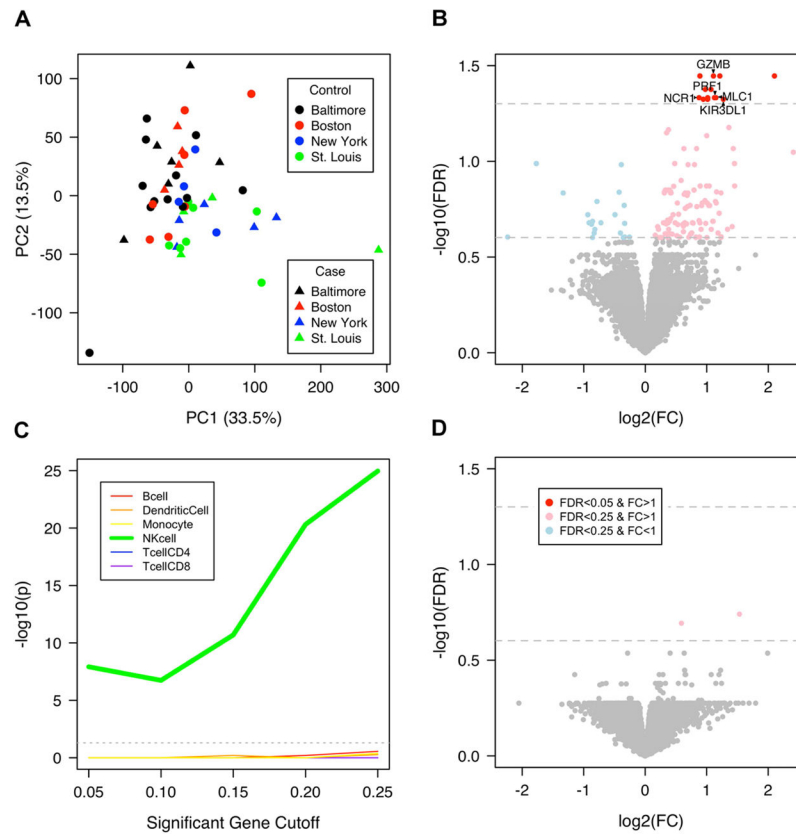 A
PC2 (13.5%)
100
50
0
-50
-100
-100
0
100
200
300
PC1 (33.5%)
Control
Baltimore
Boston
New York
St. Louis
Case
Baltimore
Boston
New York
St. Louis
B
-log10(FDR)
1.5
1.0
0.5
0.0
-2
-1
0
1
2
log2(FC)
GZMB
PRF1
NCR1
MLC1
KIR3DL1
C
-log10(p)
25
20
15
10
5
0
0.05
0.10
0.15
0.20
0.25
Significant Gene Cutoff
Bcell
DendriticCell
Monocyte
NKcell
TcellCD4
TcellCD8
D
-log10(FDR)
1.5
1.0
0.5
0.0
-2
-1
0
1
2
log2(FC)
FDR<0.05 & FC>1
FDR<0.25 & FC>1
FDR<0.25 & FC<1